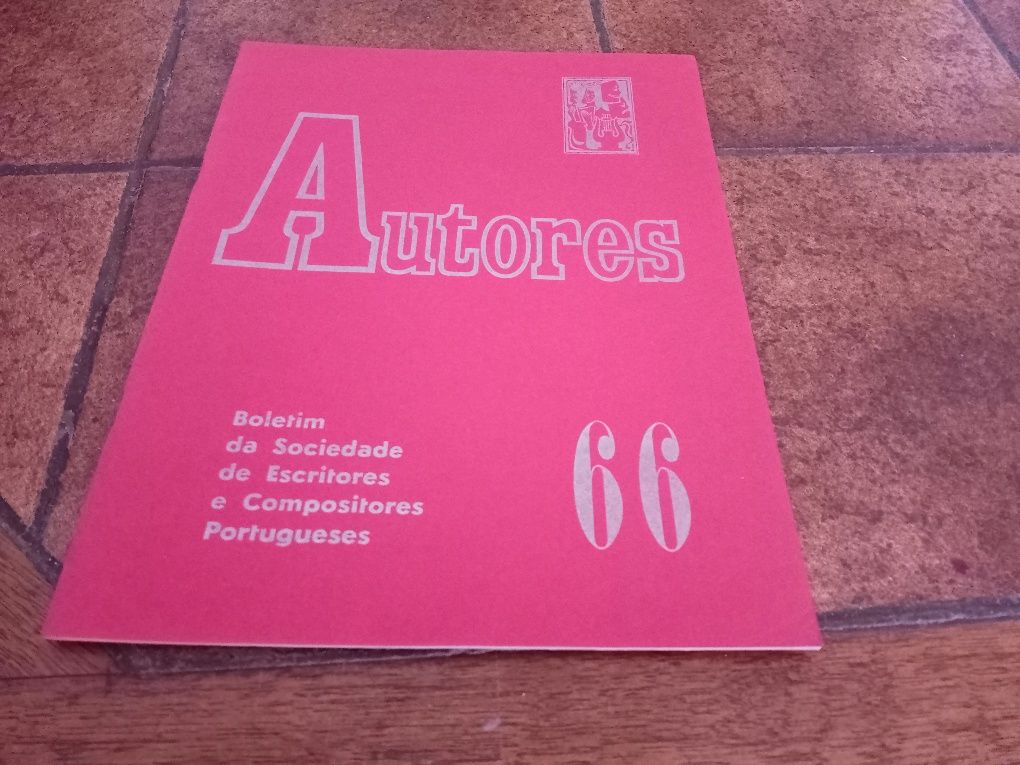 Autores
Boletim
da Sociedade
de Escritores
e Compositores
Portugueses
66